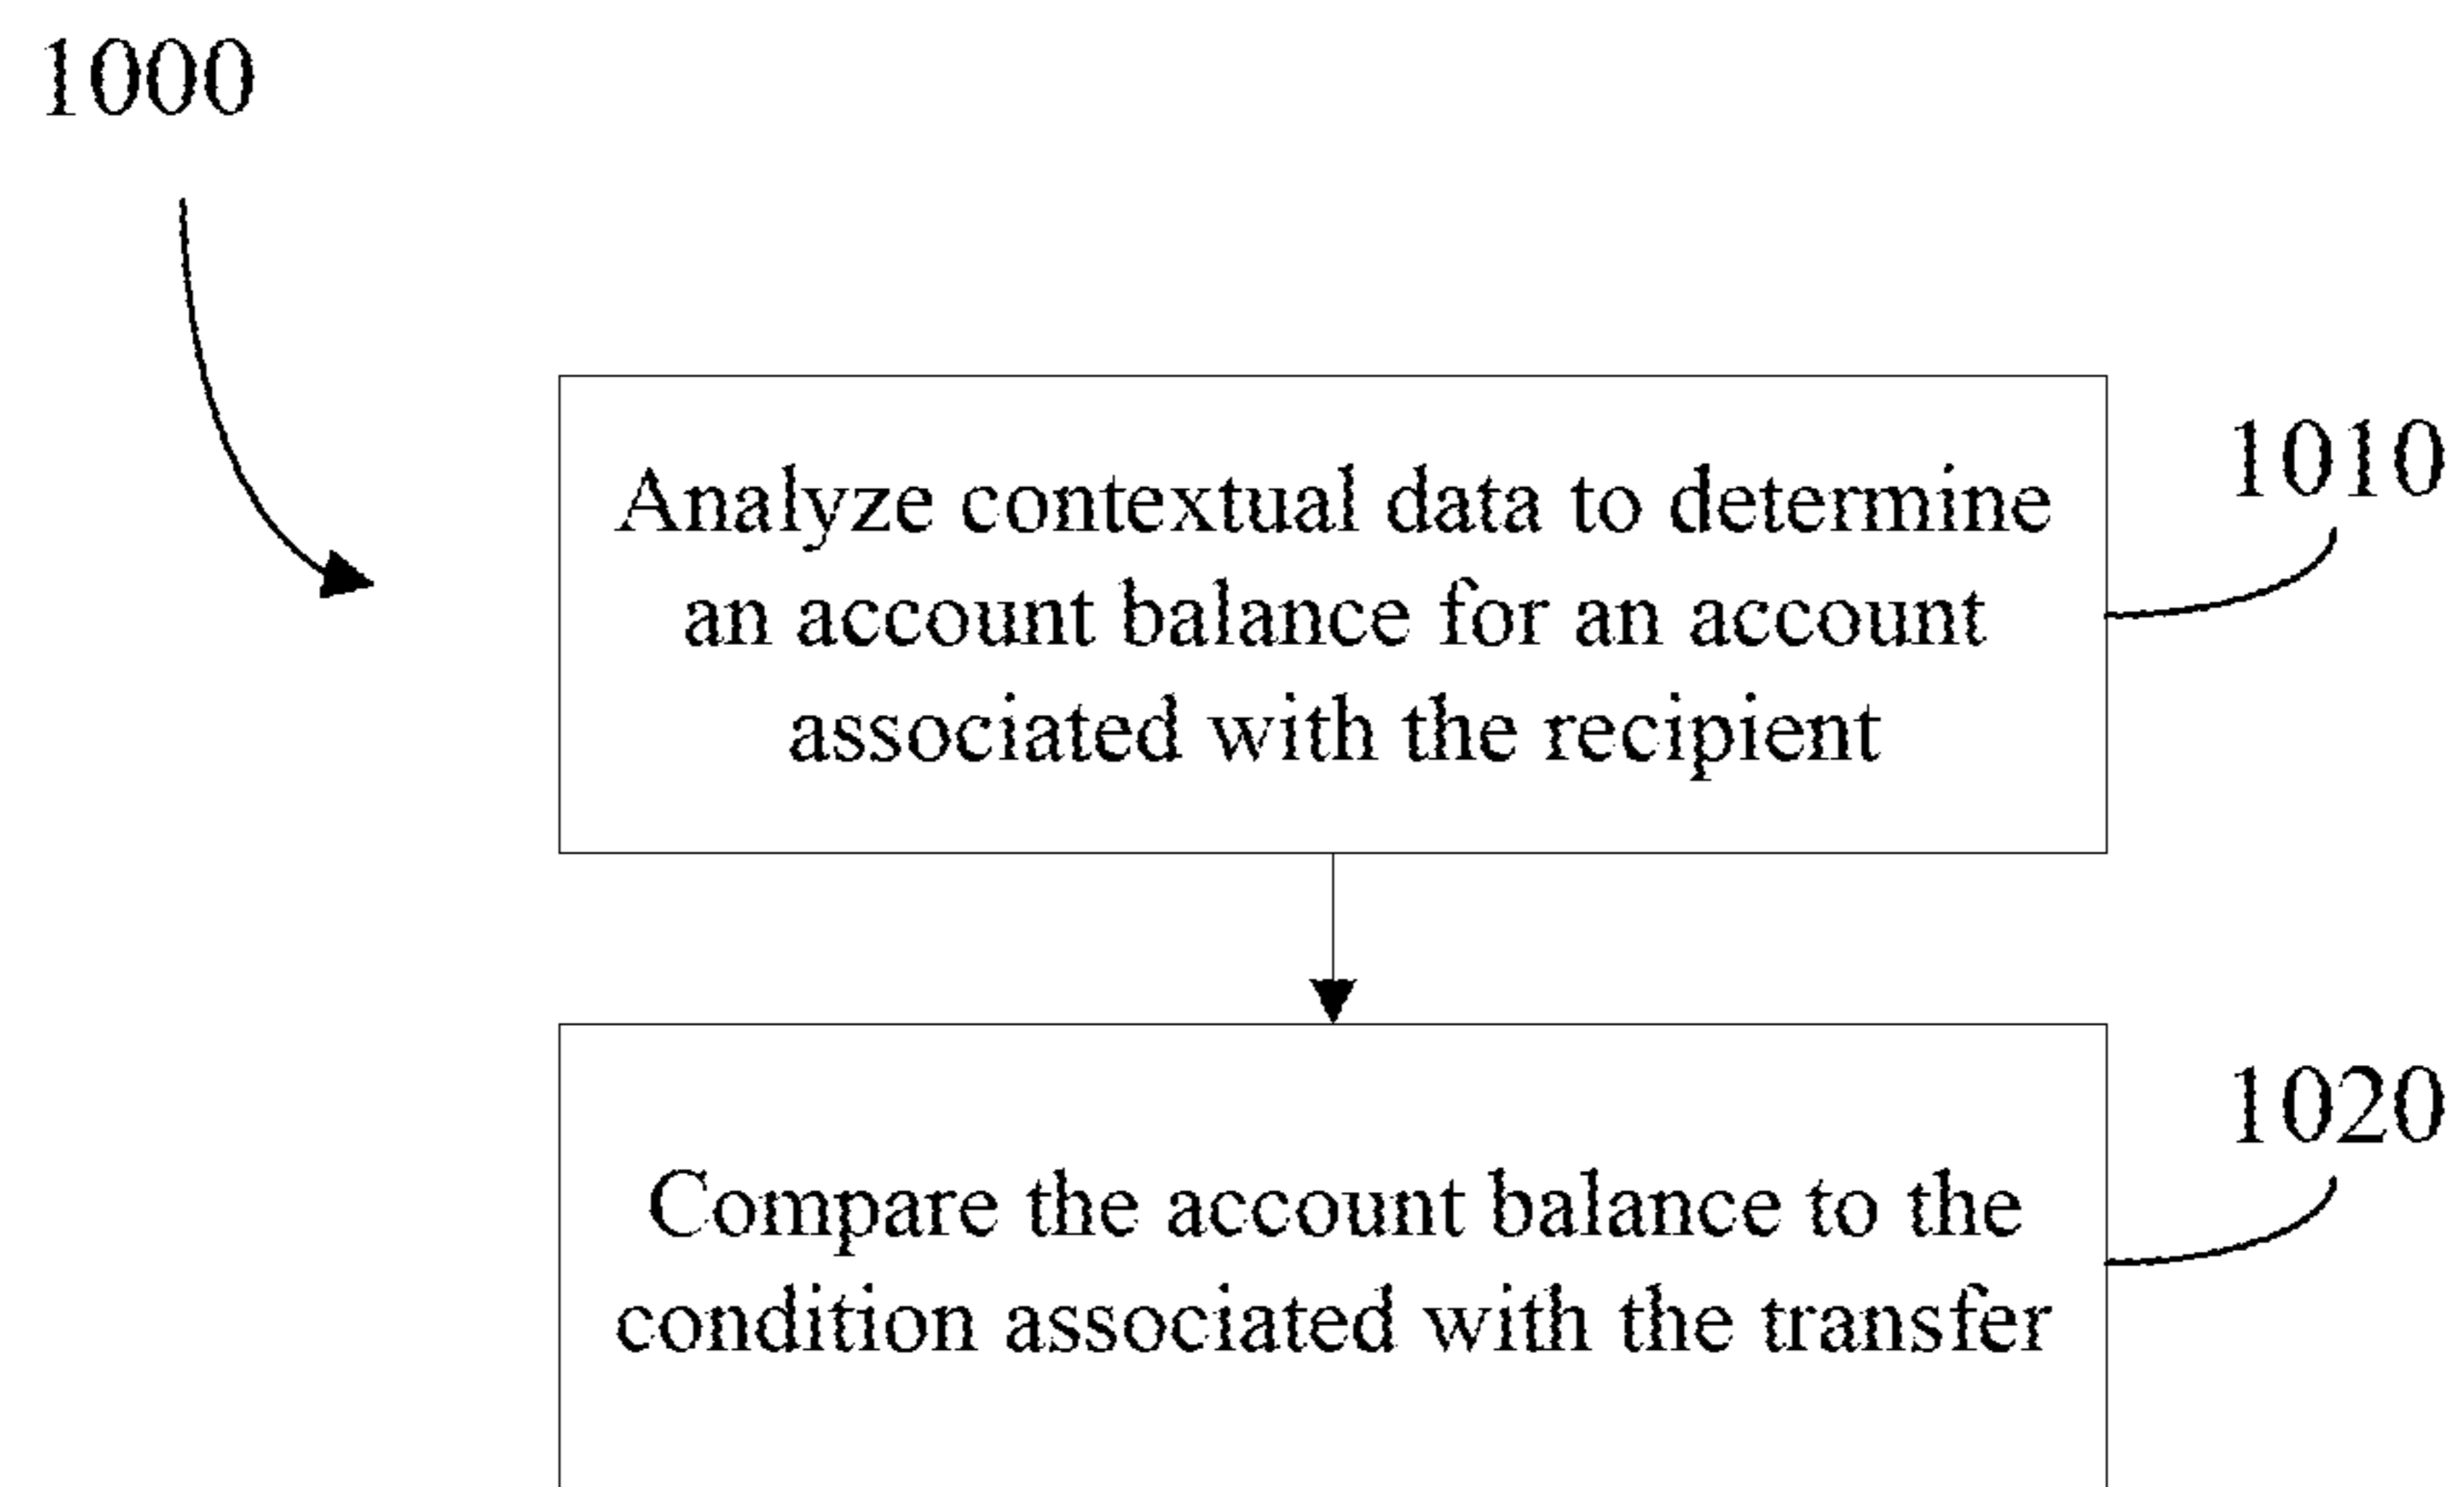 1000
1010
Analyze contextual data to determine
an account balance for an account
associated with the recipient
1020
Compare the account balance to the
condition associated with the transfer